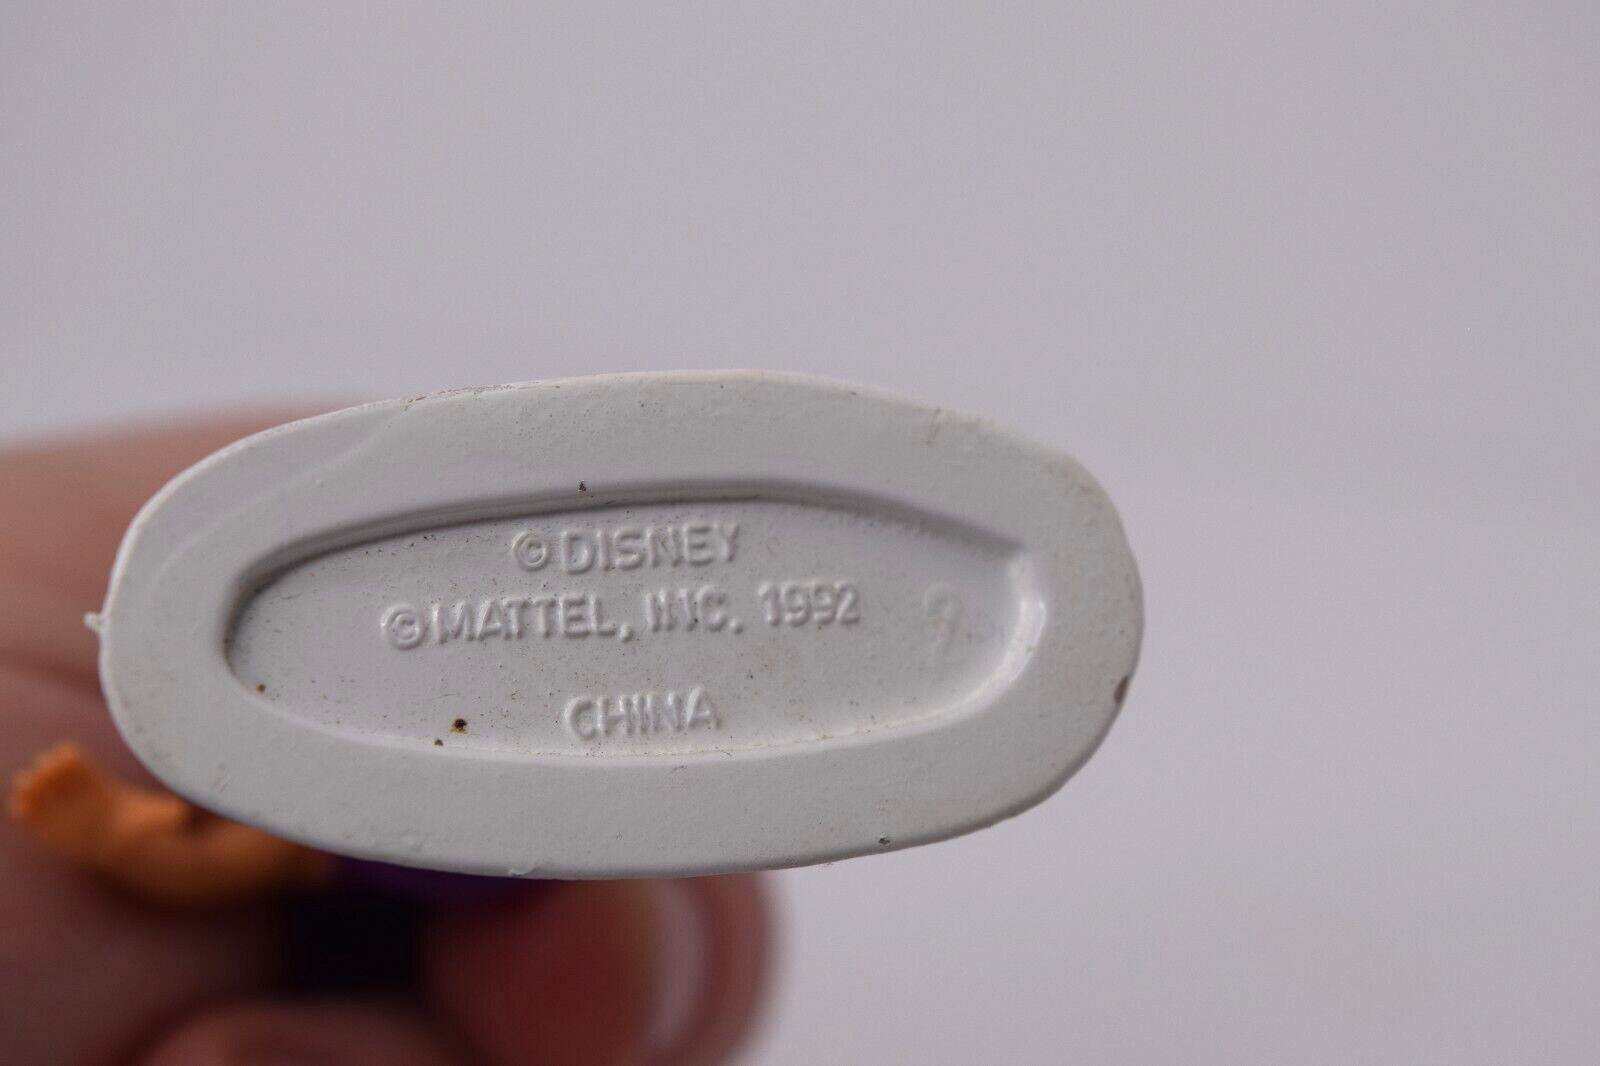 © DISNEY
© MATTEL, INC. 1992
CHINA